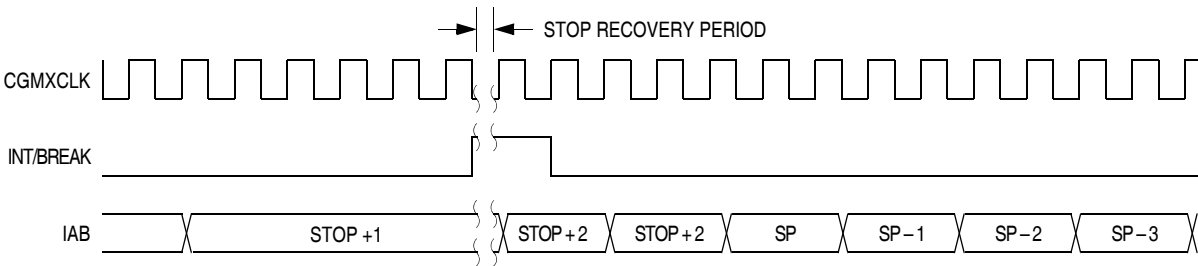 STOP RECOVERY PERIOD
CGMXCLK
INT/BREAK
IAB STOP +1 STOP + 2 STOP + 2 SP SP – 1 SP – 2 SP – 3